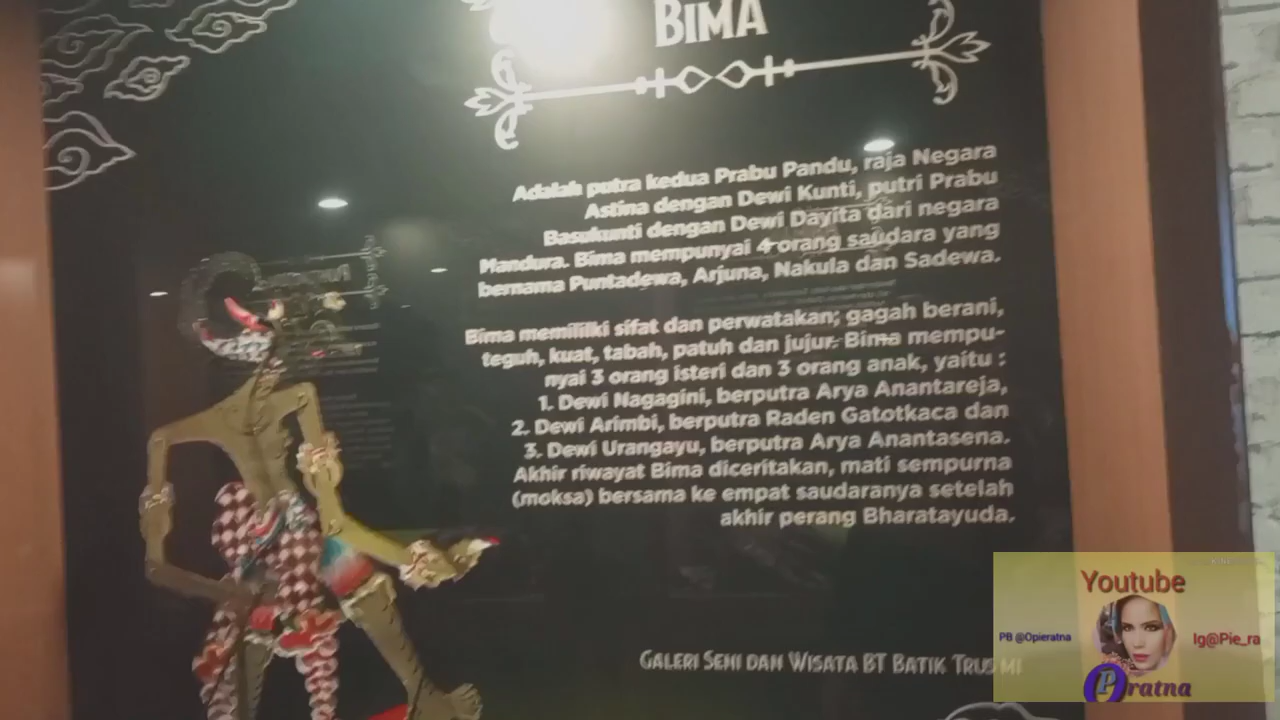 BIMA
Adalah putra kedua Prabu Pandu, raja Negara
Astina dengan Dewi Kunti, putri Prabu
Basukunti dengan Dewi Dayita dari negara
Mandura. Bima mempunyai 4 orang saudara yang
bernama Puntadewa, Arjuna, Nakula dan Sadewa.
Bima memililki sifat dan perwatakan; gagah berani,
teguh, kuat, tabah, patuh dan jujur. Bima mempu-
nyai 3 orang isteri dan 3 orang anak, yaitu :
1. Dewi Nagagini, berputra Arya Anantareja,
2. Dewi Arimbi, berputra Raden Gatotkaca dan
3. Dewi Urangayu, berputra Arya Anantasena.
Akhir riwayat Bima diceritakan, mati sempurna
(moksa) bersama ke empat saudaranya setelah
akhir perang Bharatayuda.
GALERI SENI DAN WISATA BT BATIK TRUSMI
Youtube
PB @Opieratna
Ig@Pie_ra
Opratna